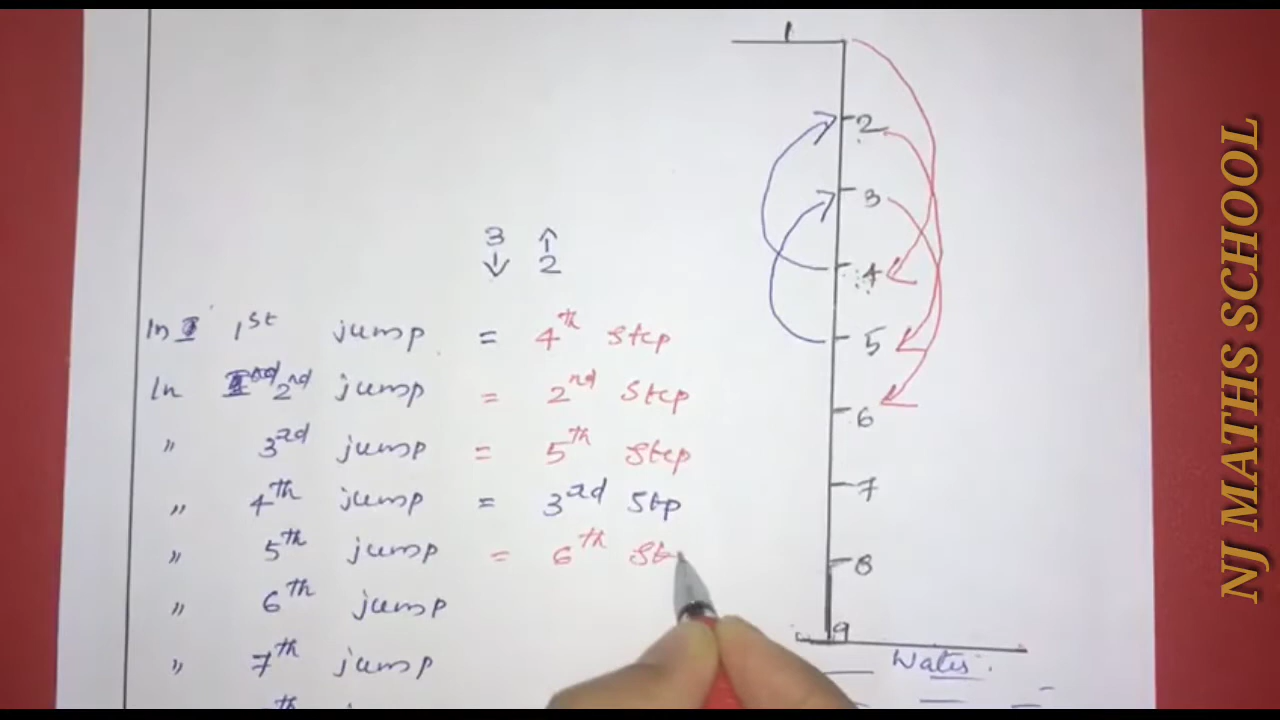 1
2
3
4
5
6
7
8
9
Water
3 ↑
↓ 2
In 1st jump = 4th step
In 2nd jump = 2nd step
" 3rd jump = 5th step
" 4th jump = 3rd stp
" 5th jump = 6th st
" 6th jump
" 7th jump
NJ MATHS SCHOOL